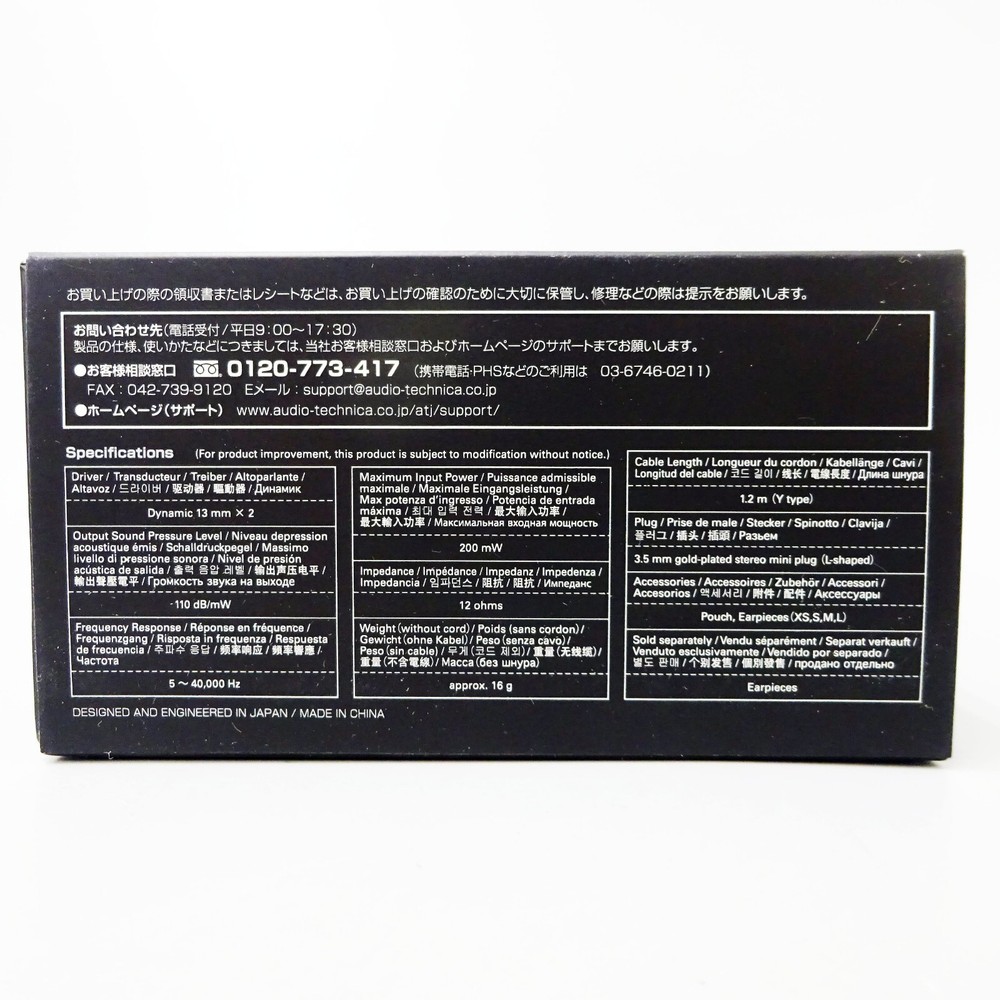 お買い上げの際の領収書またはレシートなどは、お買い上げの確認のために大切に保管し、修理などの際は提示をお願いします。
お問い合わせ先(電話受付/平日9:00〜17:30)
製品の仕様、使いかたなどにつきましては、当社お客様相談窓口およびホームページのサポートまでお願いします。
●お客様相談窓口 0120-773-417 (携帯電話・PHSなどのご利用は 03-6746-0211)
FAX:042-739-9120 Eメール:support@audio-technica.co.jp
●ホームページ(サポート) www.audio-technica.co.jp/atj/support/
Specifications (For product improvement, this product is subject to modification without notice.)
Driver / Transducteur / Treiber / Altoparlante /
Altavoz / 드라이버 / 驱动器 / 驅動器 / Динамик
Dynamic 13 mm × 2
Output Sound Pressure Level / Niveau depression
acoustique émis / Schalldruckpegel / Massimo
livello di pressione sonora / Nivel de presión
acústica de salida / 출력 음압 레벨 / 输出声压电平 /
輸出聲壓電平 / Громкость звука на выходе
110 dB/mW
Frequency Response / Réponse en fréquence /
Frequenzgang / Risposta in frequenza / Respuesta
de frecuencia / 주파수 응답 / 频率响应 / 頻率響應 /
Частота
5 〜 40,000 Hz
Maximum Input Power / Puissance admissible
maximale / Maximale Eingangsleistung /
Max potenza d'ingresso / Potencia de entrada
máxima / 최대 입력 전력 / 最大输入功率 /
最大輸入功率 / Максимальная входная мощность
200 mW
Impedance / Impédance / Impedanz / Impedenza /
Impedancia / 임피던스 / 阻抗 / 阻抗 / Импеданс
12 ohms
Weight (without cord) / Poids (sans cordon) /
Gewicht (ohne Kabel) / Peso (senza cavo) /
Peso (sin cable) / 무게 (코드 제외) / 重量 (无线缆) /
重量 (不含電線) / Масса (без шнура)
approx. 16 g
Cable Length / Longueur du cordon / Kabellänge / Cavi /
Longitud del cable / 코드 길이 / 线长 / 電線長度 / Длина шнура
1.2 m (Y type)
Plug / Prise de male / Stecker / Spinotto / Clavija /
플러그 / 插头 / 插頭 / Разьем
3.5 mm gold-plated stereo mini plug (L-shaped)
Accessories / Accessoires / Zubehör / Accessori /
Accesorios / 액세서리 / 附件 / 配件 / Аксессуары
Pouch, Earpieces (XS,S,M,L)
Sold separately / Vendu séparément / Separat verkauft /
Venduto esclusivamente / Vendido por separado /
별도 판매 / 个别发售 / 個別發售 / продано отдельно
Earpieces
DESIGNED AND ENGINEERED IN JAPAN / MADE IN CHINA